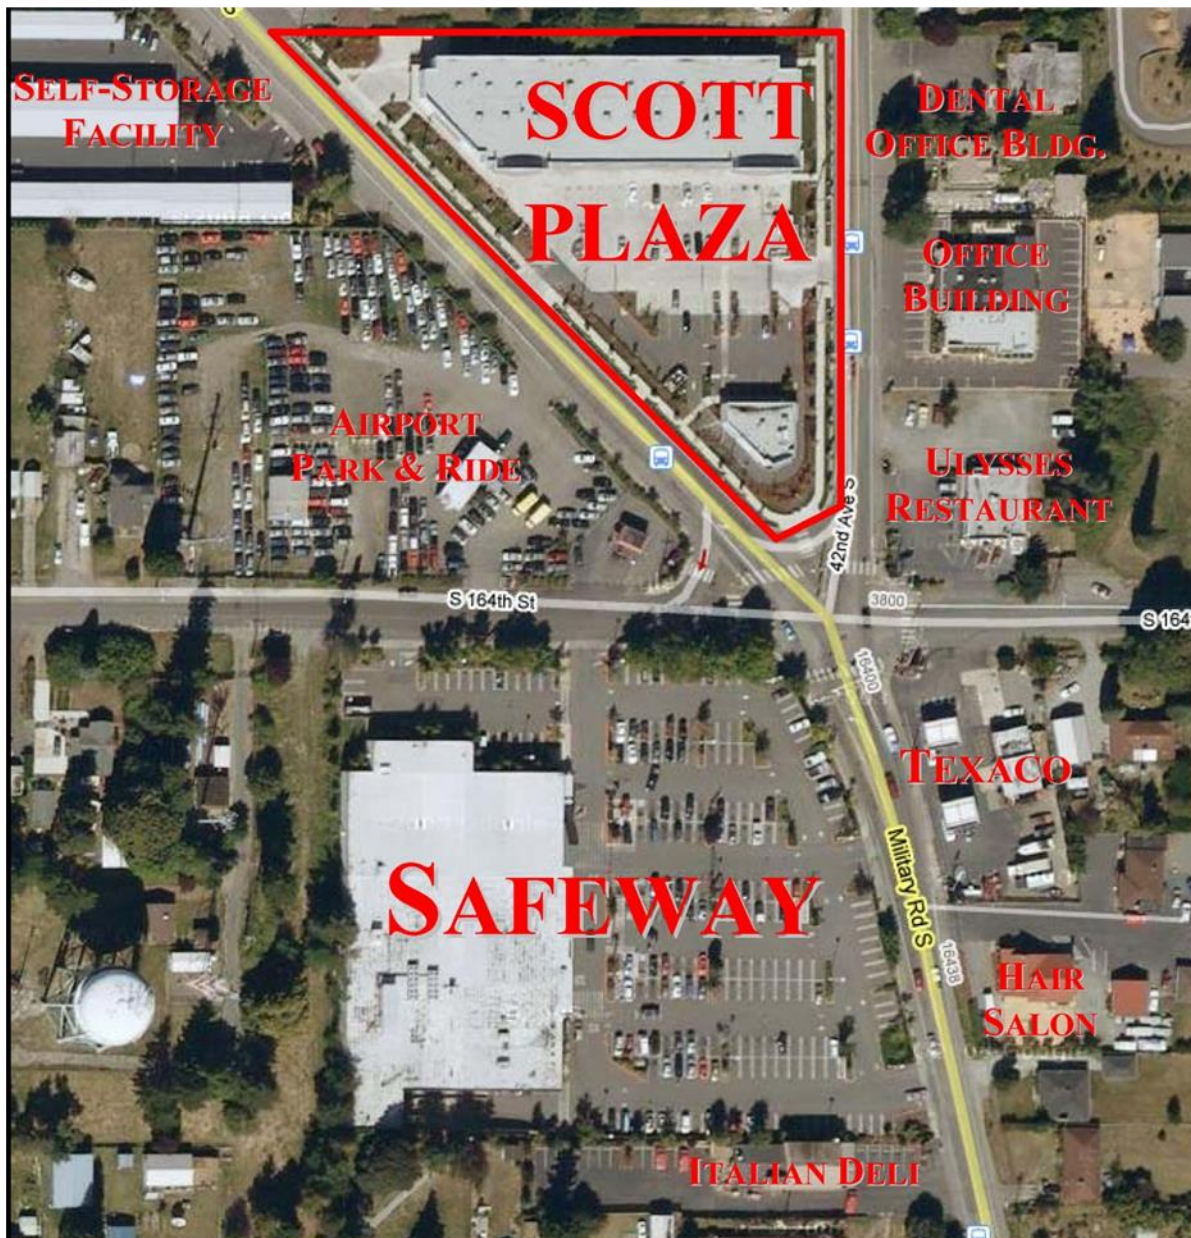 SELF-STORAGE
FACILITY
SCOTT
PLAZA
DENTAL
OFFICE BLDG.
OFFICE
BUILDING
AIRPORT
PARK & RIDE
ULYSSES
RESTAURANT
42nd Ave S
S 164th St
3800
S 164
16400
TEXACO
SAFEWAY
Military Rd S
16438
HAIR
SALON
ITALIAN DELI